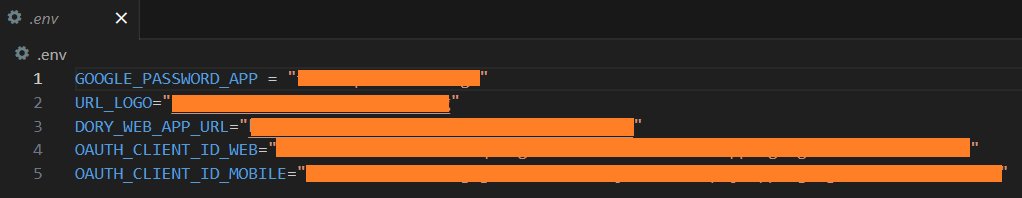 .env
.env
1 GOOGLE_PASSWORD_APP = ""
2 URL_LOGO=""
3 DORY_WEB_APP_URL=""
4 OAUTH_CLIENT_ID_WEB=""
5 OAUTH_CLIENT_ID_MOBILE=""